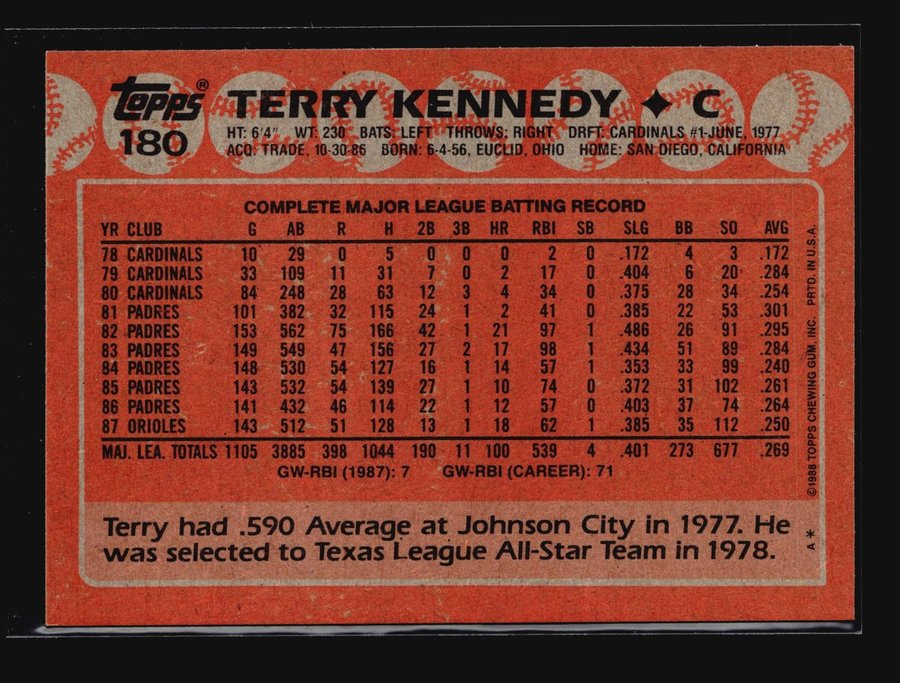 topps®
180
TERRY KENNEDY ✦ C
HT: 6'4" WT: 230 BATS: LEFT THROWS: RIGHT DRFT: CARDINALS #1-JUNE, 1977
ACQ: TRADE, 10-30-86 BORN: 6-4-56, EUCLID, OHIO HOME: SAN DIEGO, CALIFORNIA
COMPLETE MAJOR LEAGUE BATTING RECORD
YR CLUB G AB R H 2B 3B HR RBI SB SLG BB SO AVG
78 CARDINALS 10 29 0 5 0 0 0 2 0 .172 4 3 .172
79 CARDINALS 33 109 11 31 7 0 2 17 0 .404 6 20 .284
80 CARDINALS 84 248 28 63 12 3 4 34 0 .375 28 34 .254
81 PADRES 101 382 32 115 24 1 2 41 0 .385 22 53 .301
82 PADRES 153 562 75 166 42 1 21 97 1 .486 26 91 .295
83 PADRES 149 549 47 156 27 2 17 98 1 .434 51 89 .284
84 PADRES 148 530 54 127 16 1 14 57 1 .353 33 99 .240
85 PADRES 143 532 54 139 27 1 10 74 0 .372 31 102 .261
86 PADRES 141 432 46 114 22 1 12 57 0 .403 37 74 .264
87 ORIOLES 143 512 51 128 13 1 18 62 1 .385 35 112 .250
MAJ. LEA. TOTALS 1105 3885 398 1044 190 11 100 539 4 .401 273 677 .269
GW-RBI (1987): 7 GW-RBI (CAREER): 71
Terry had .590 Average at Johnson City in 1977. He
was selected to Texas League All-Star Team in 1978.
©1988 TOPPS CHEWING GUM, INC. PRTD. IN U.S.A.
A*